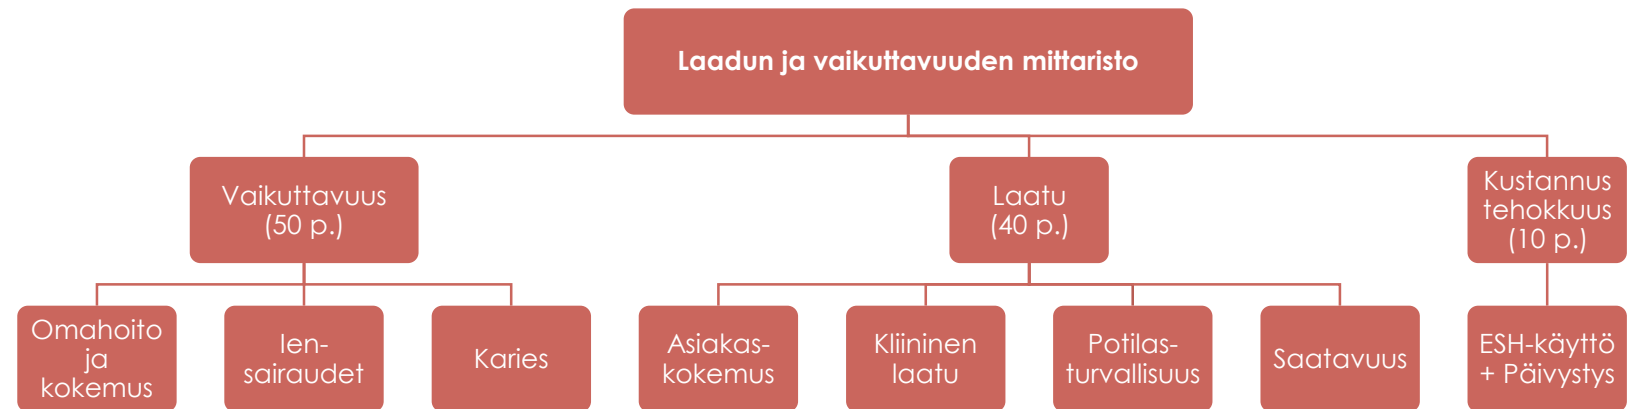 Laadun ja vaikuttavuuden mittaristo
Vaikuttavuus
(50 p.)
Laatu
(40 p.)
Kustannus
tehokkuus
(10 p.)
Omahoito
ja
kokemus
Ien-
sairaudet
Karies
Asiakas-
kokemus
Kliininen
laatu
Potilas-
turvallisuus
Saatavuus
ESH-käyttö
+ Päivystys